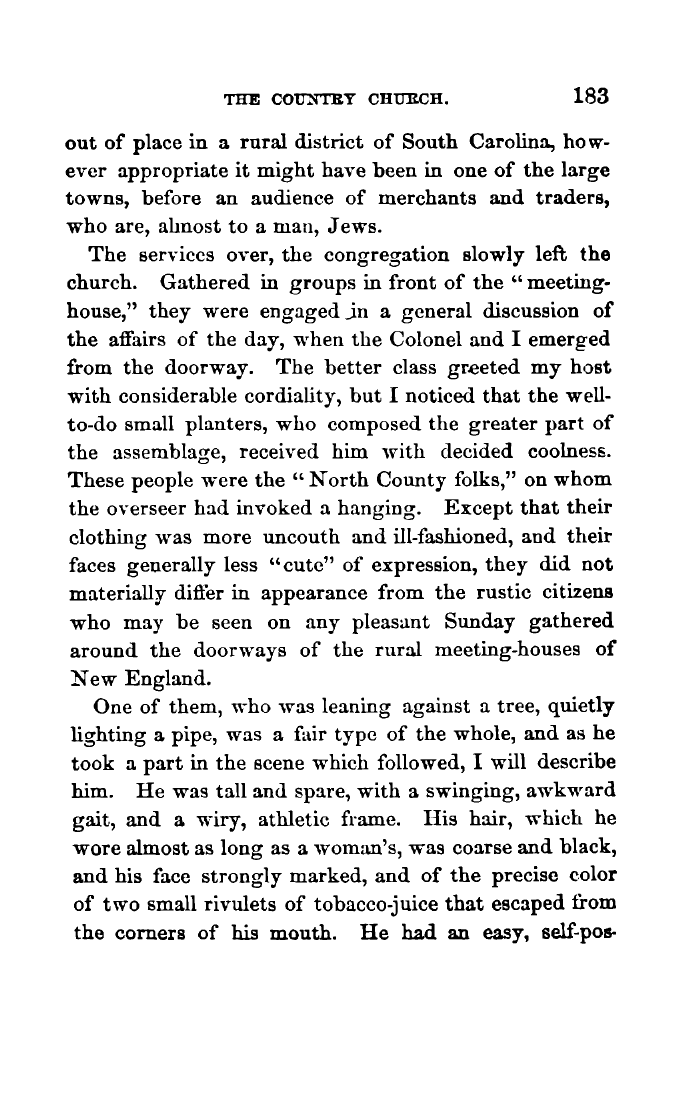 THE COUNTRY CHURCH. 183
out of place in a rural district of South Carolina, how-
ever appropriate it might have been in one of the large
towns, before an audience of merchants and traders,
who are, almost to a man, Jews.
The services over, the congregation slowly left the
church. Gathered in groups in front of the “meeting-
house,” they were engaged in a general discussion of
the affairs of the day, when the Colonel and I emerged
from the doorway. The better class greeted my host
with considerable cordiality, but I noticed that the well-
to-do small planters, who composed the greater part of
the assemblage, received him with decided coolness.
These people were the “North County folks,” on whom
the overseer had invoked a hanging. Except that their
clothing was more uncouth and ill-fashioned, and their
faces generally less “cute” of expression, they did not
materially differ in appearance from the rustic citizens
who may be seen on any pleasant Sunday gathered
around the doorways of the rural meeting-houses of
New England.
One of them, who was leaning against a tree, quietly
lighting a pipe, was a fair type of the whole, and as he
took a part in the scene which followed, I will describe
him. He was tall and spare, with a swinging, awkward
gait, and a wiry, athletic frame. His hair, which he
wore almost as long as a woman’s, was coarse and black,
and his face strongly marked, and of the precise color
of two small rivulets of tobacco-juice that escaped from
the corners of his mouth. He had an easy, self-pos-